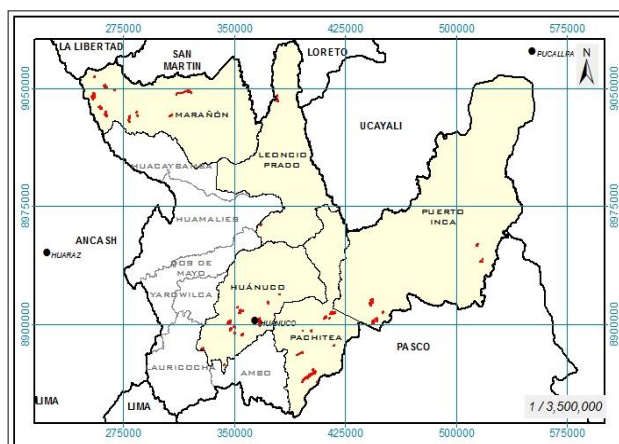 275000 350000 425000 500000 575000
LA LIBERTAD
SAN
MARTIN
LORETO
PUCALLPA
N
9050000
9050000
MARAÑÓN
UCAYALI
HUACAYBAMBA
LEONCIO
PRADO
8975000
8975000
HUAMALIES
PUERTO
INCA
ANCASH
HUARAZ
DOS DE
MAYO
YAROWILCA
HUÁNUCO
HUÁNUCO
8900000
8900000
PACHITEA
PASCO
LAURICOCHA
AMBO
LIMA
LIMA
1 / 3,500,000
275000 350000 425000 500000 575000